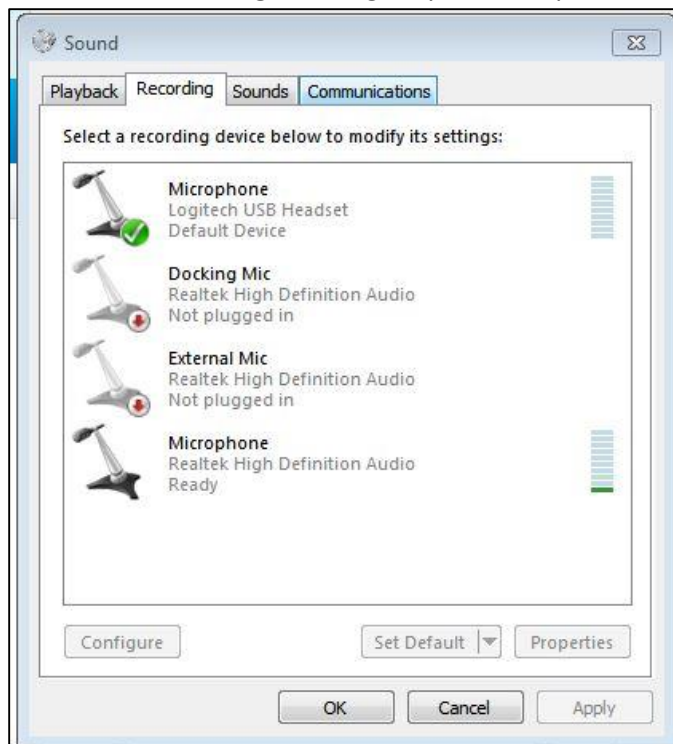 Sound
Playback Recording Sounds Communications
Select a recording device below to modify its settings:
Microphone
Logitech USB Headset
Default Device
Docking Mic
Realtek High Definition Audio
Not plugged in
External Mic
Realtek High Definition Audio
Not plugged in
Microphone
Realtek High Definition Audio
Ready
Configure Set Default Properties
OK Cancel Apply